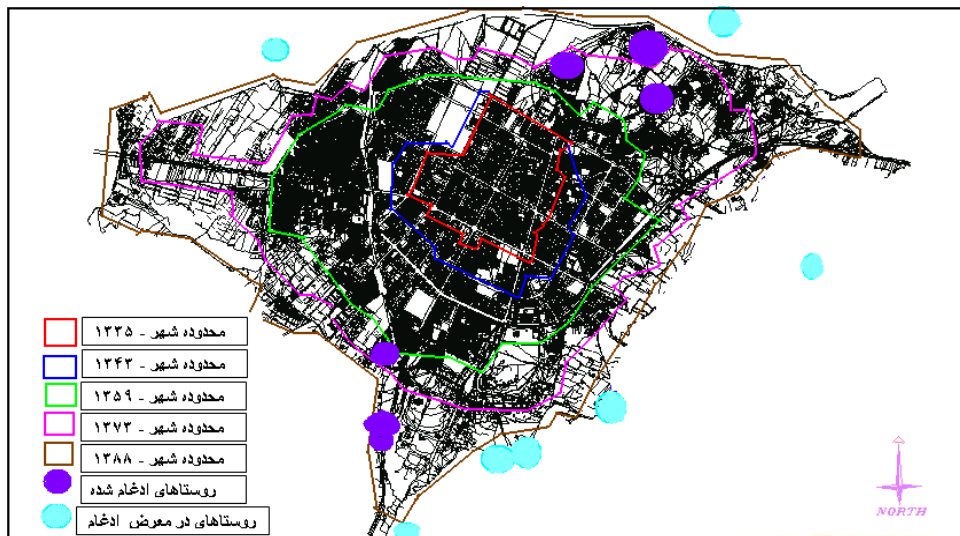 محدوده شهر - ۱۳۳۵
محدوده شهر - ۱۳۴۳
محدوده شهر - ۱۳۵۹
محدوده شهر - ۱۳۷۳
محدوده شهر - ۱۳۸۸
روستاهای ادغام شده
روستاهای در معرض ادغام
NORTH